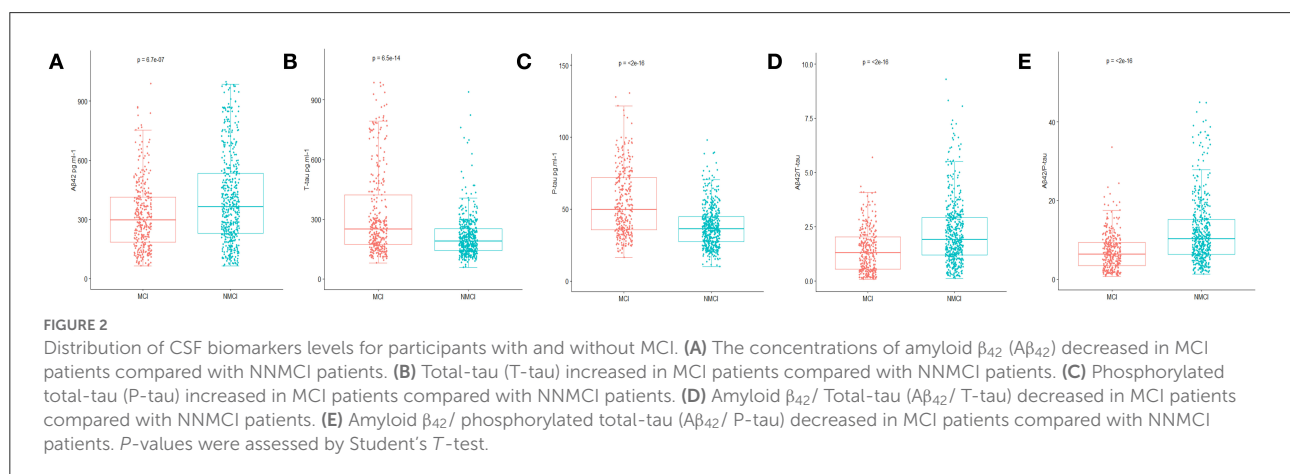 A
B
C
D
E
p = 6.7e-07
p = 6.5e-14
p = <2e-16
p = <2e-16
p = <2e-16
Aβ42 pg ml-1
900
600
300
0
MCI
NMCI
T-tau pg ml-1
900
600
300
0
MCI
NMCI
P-tau pg ml-1
150
100
50
0
MCI
NMCI
Aβ42/T-tau
10.0
7.5
5.0
2.5
0.0
MCI
NMCI
Aβ42/P-tau
40
20
0
MCI
NMCI
FIGURE 2
Distribution of CSF biomarkers levels for participants with and without MCI. (A) The concentrations of amyloid β42 (Aβ42) decreased in MCI
patients compared with NNMCI patients. (B) Total-tau (T-tau) increased in MCI patients compared with NNMCI patients. (C) Phosphorylated
total-tau (P-tau) increased in MCI patients compared with NNMCI patients. (D) Amyloid β42/ Total-tau (Aβ42/ T-tau) decreased in MCI patients
compared with NNMCI patients. (E) Amyloid β42/ phosphorylated total-tau (Aβ42/ P-tau) decreased in MCI patients compared with NNMCI
patients. P-values were assessed by Student's T-test.